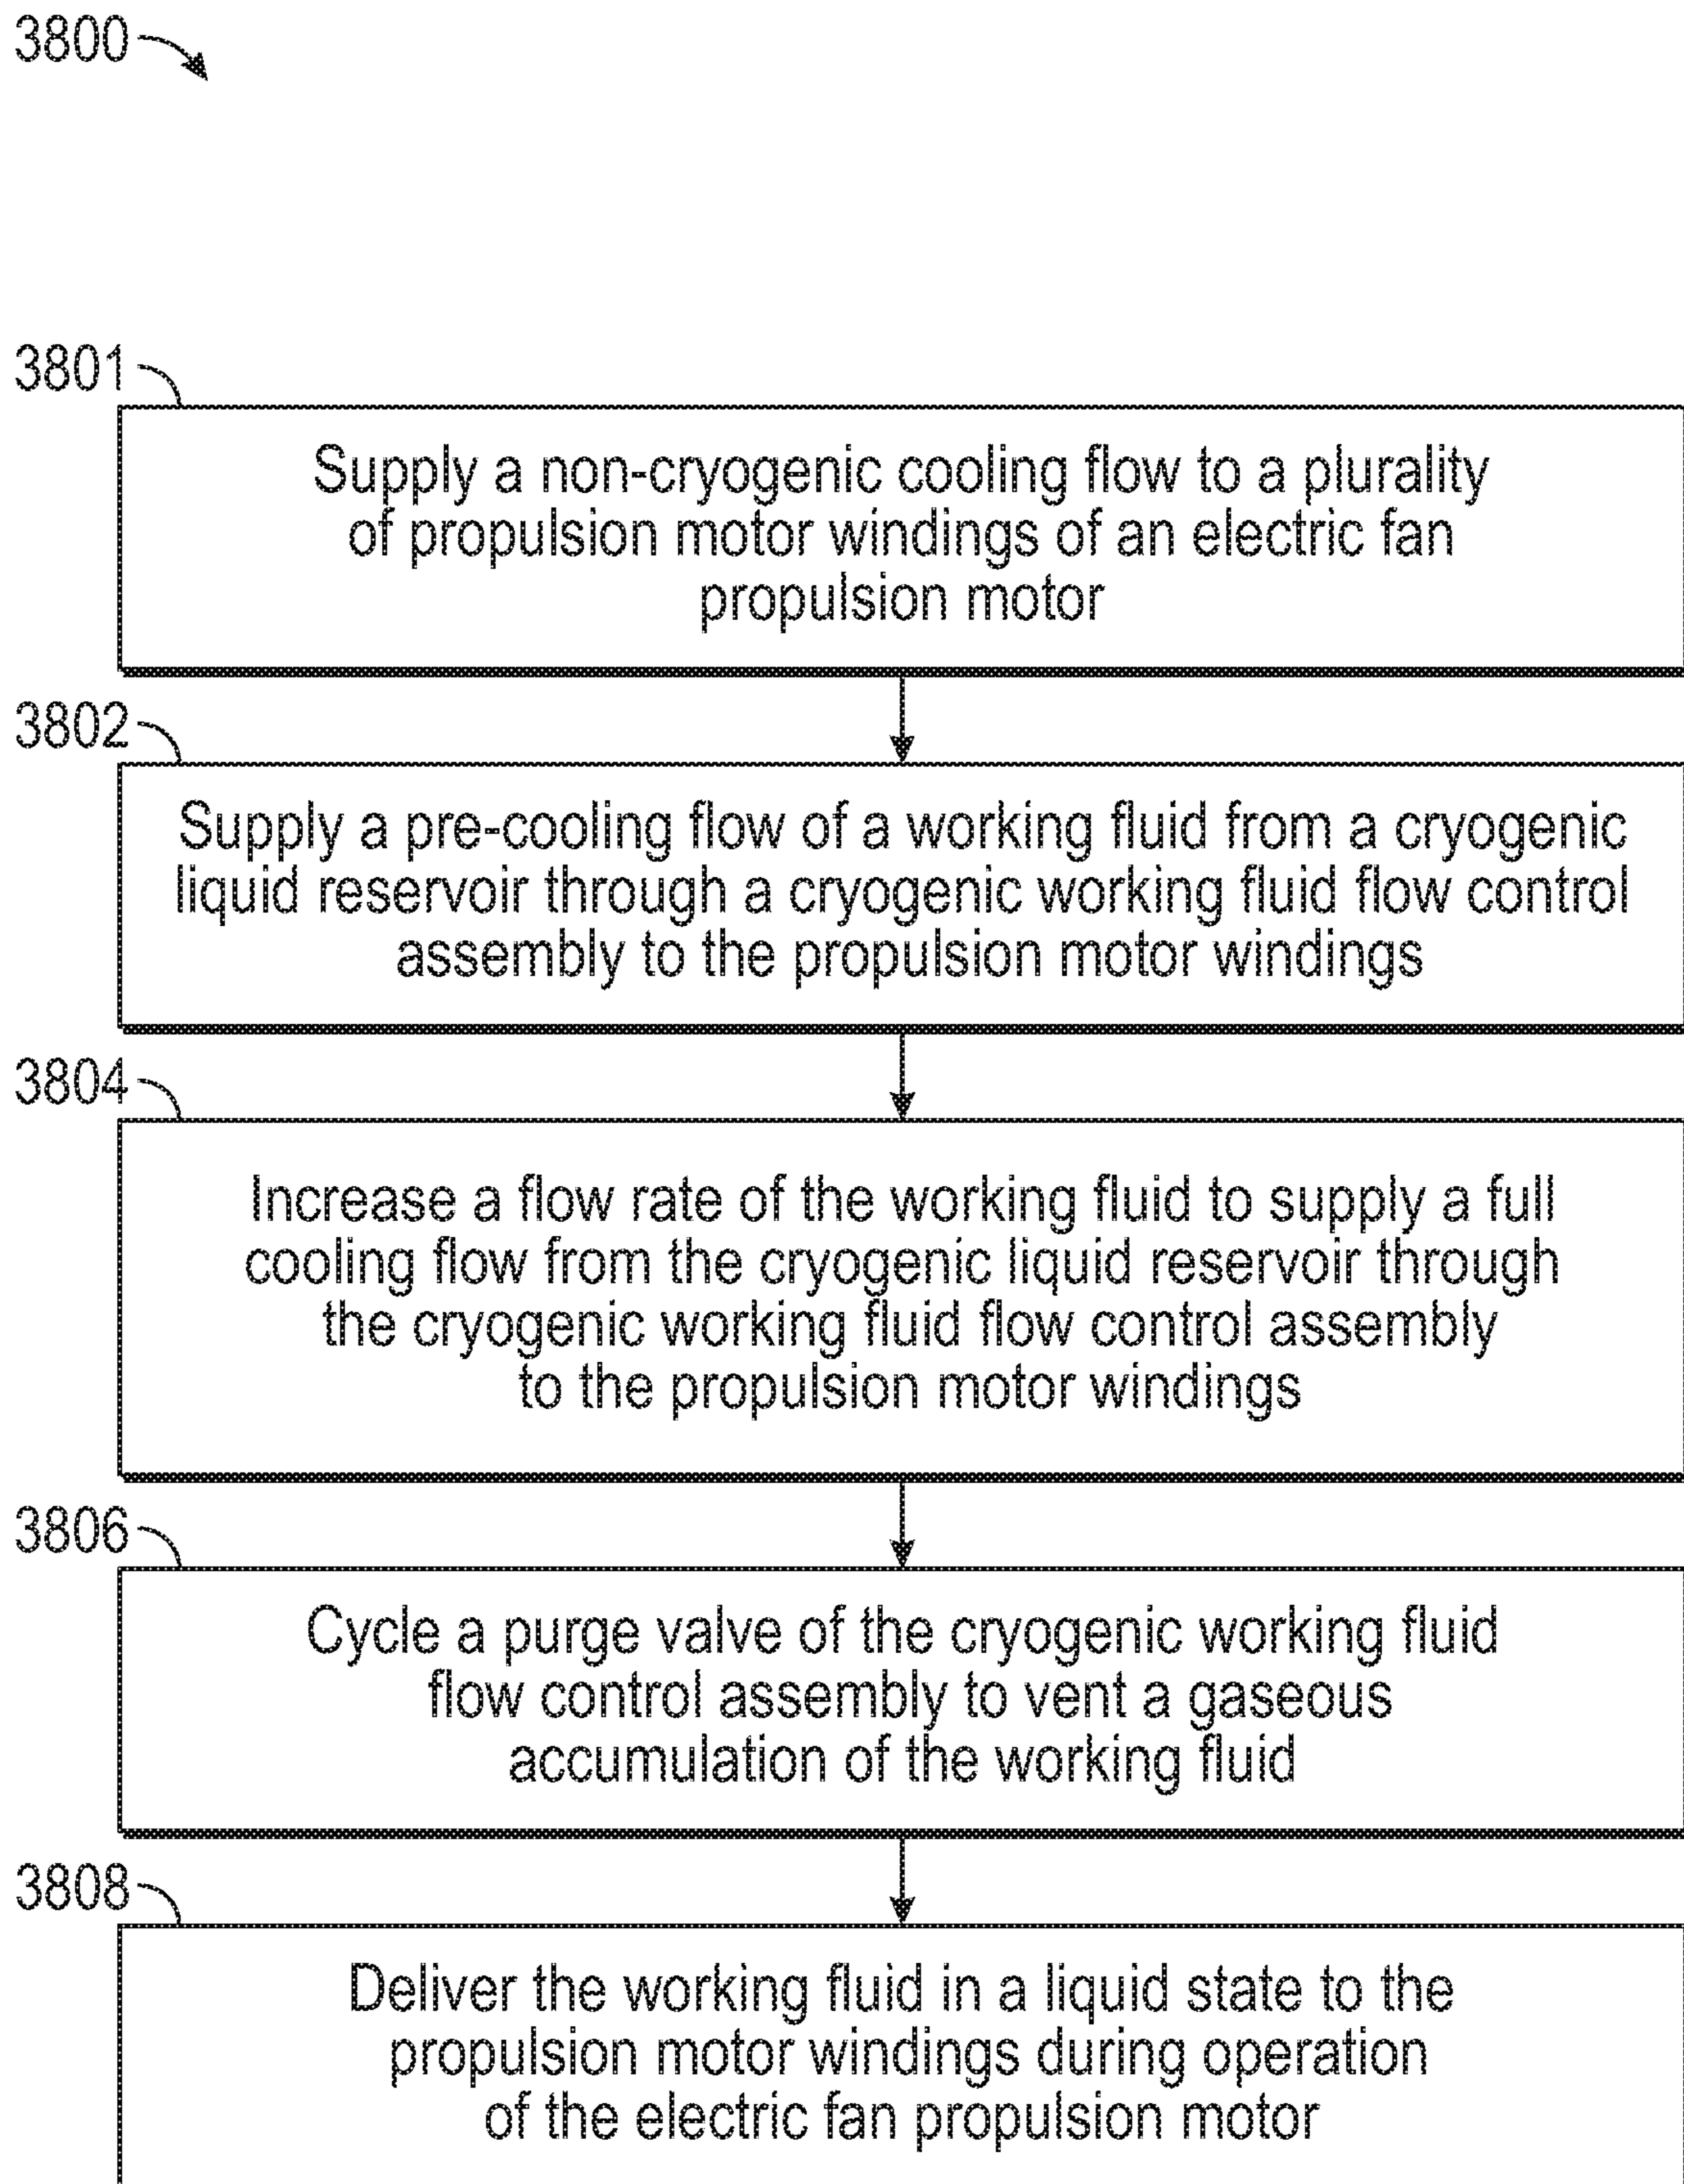 3800
3801
Supply a non-cryogenic cooling flow to a plurality
of propulsion motor windings of an electric fan
propulsion motor
3802
Supply a pre-cooling flow of a working fluid from a cryogenic
liquid reservoir through a cryogenic working fluid flow control
assembly to the propulsion motor windings
3804
Increase a flow rate of the working fluid to supply a full
cooling flow from the cryogenic liquid reservoir through
the cryogenic working fluid flow control assembly
to the propulsion motor windings
3806
Cycle a purge valve of the cryogenic working fluid
flow control assembly to vent a gaseous
accumulation of the working fluid
3808
Deliver the working fluid in a liquid state to the
propulsion motor windings during operation
of the electric fan propulsion motor